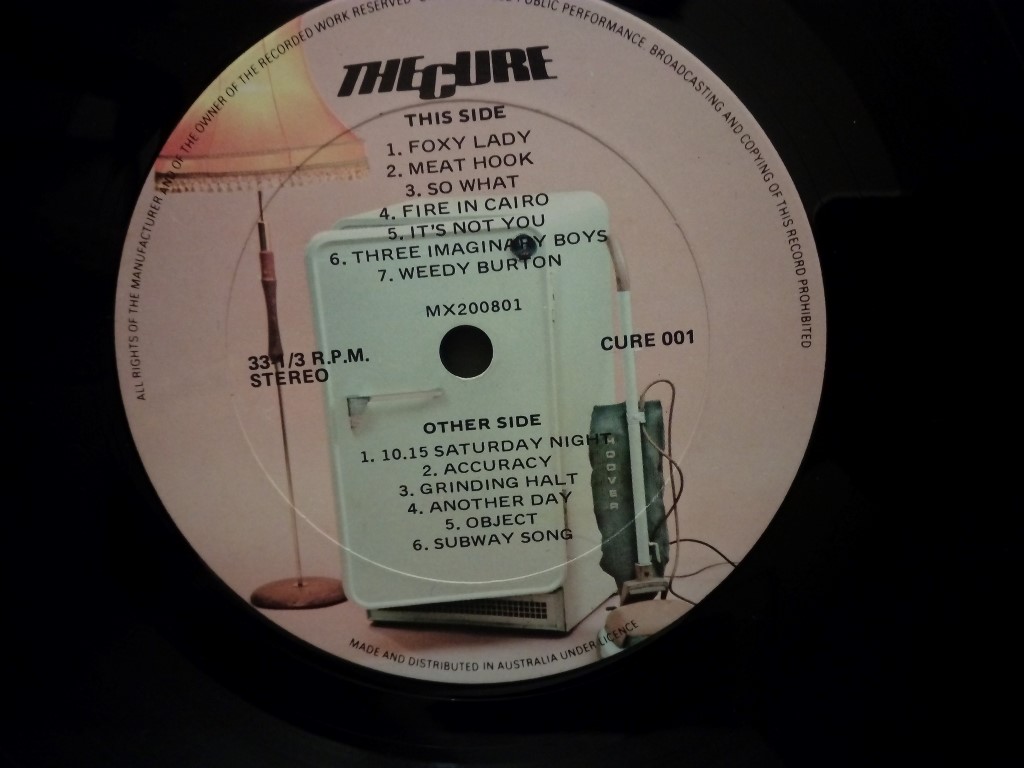 ALL RIGHTS OF THE MANUFACTURER AND OF THE OWNER OF THE RECORDED WORK RESERVED
PUBLIC PERFORMANCE BROADCASTING AND COPYING OF THIS RECORD PROHIBITED
THE CURE
THIS SIDE
1. FOXY LADY
2. MEAT HOOK
3. SO WHAT
4. FIRE IN CAIRO
5. IT'S NOT YOU
6. THREE IMAGINARY BOYS
7. WEEDY BURTON
MX200801
33-1/3 R.P.M.
STEREO
CURE 001
OTHER SIDE
1. 10.15 SATURDAY NIGHT
2. ACCURACY
3. GRINDING HALT
4. ANOTHER DAY
5. OBJECT
6. SUBWAY SONG
HOOVER
MADE AND DISTRIBUTED IN AUSTRALIA UNDER LICENCE